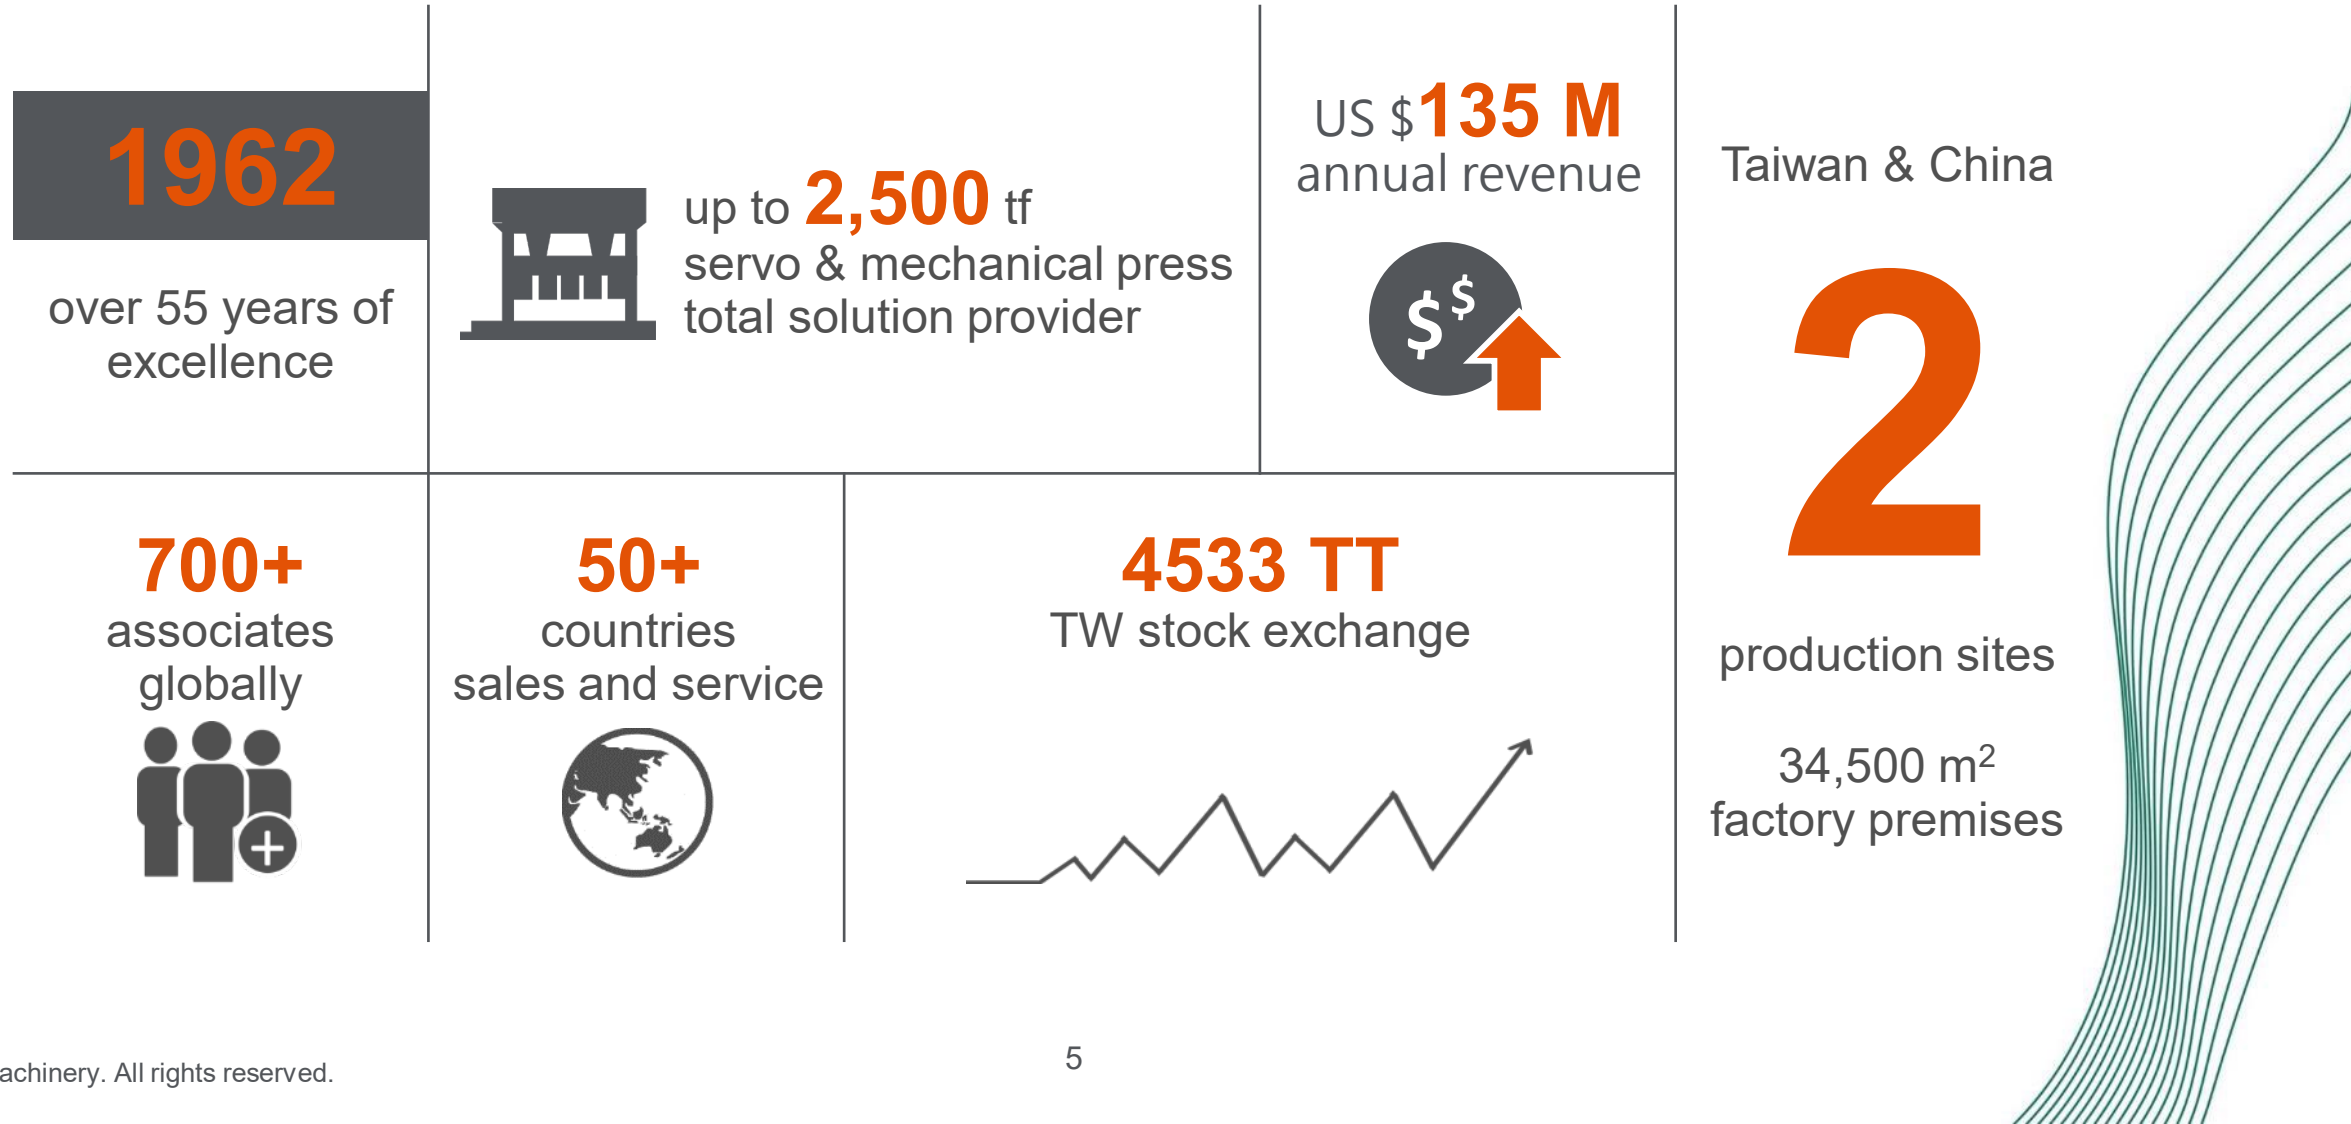 1962
over 55 years of
excellence
up to 2,500 tf
servo & mechanical press
total solution provider
US $135 M
annual revenue
$ $
700+
associates
globally
50+
countries
sales and service
4533 TT
TW stock exchange
Taiwan & China
2
production sites
34,500 m²
factory premises
achinery. All rights reserved.
5